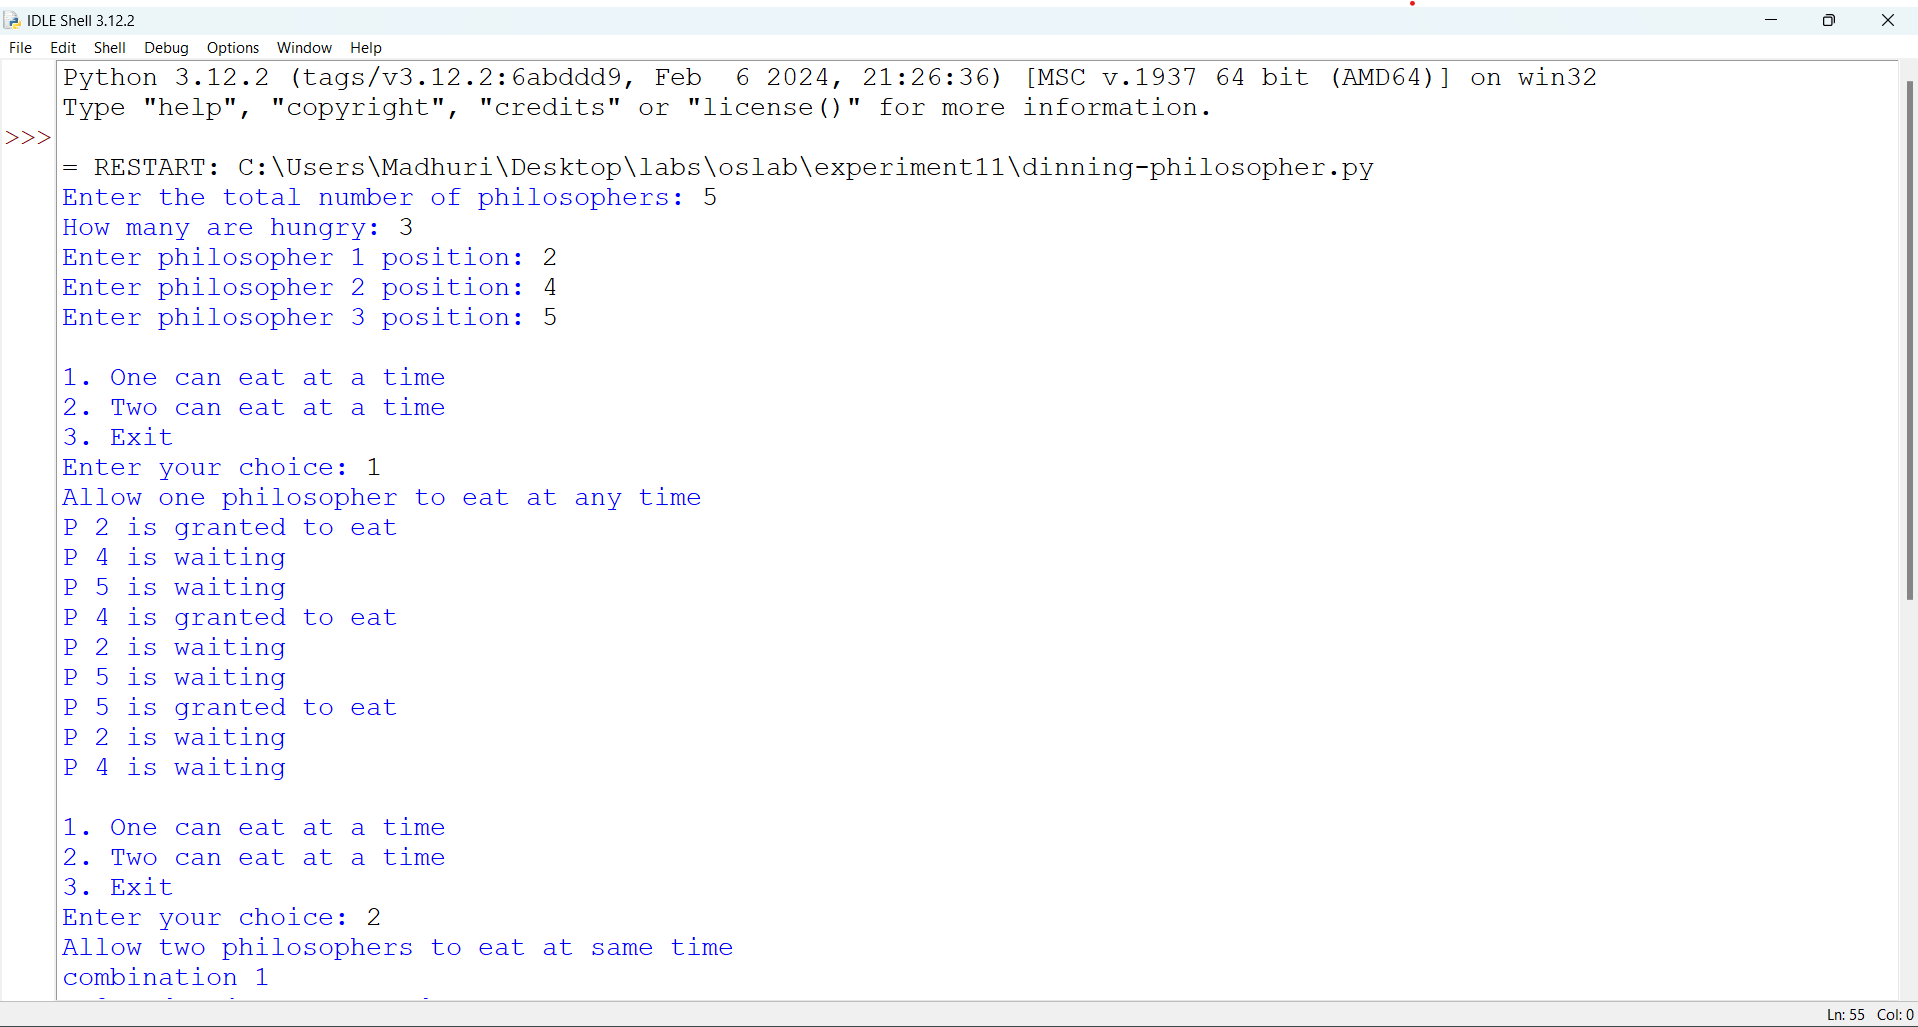 IDLE Shell 3.12.2
File Edit Shell Debug Options Window Help
Python 3.12.2 (tags/v3.12.2:6abddd9, Feb  6 2024, 21:26:36) [MSC v.1937 64 bit (AMD64)] on win32
Type "help", "copyright", "credits" or "license()" for more information.
>>>
= RESTART: C:\Users\Madhuri\Desktop\labs\oslab\experiment11\dinning-philosopher.py
Enter the total number of philosophers: 5
How many are hungry: 3
Enter philosopher 1 position: 2
Enter philosopher 2 position: 4
Enter philosopher 3 position: 5
1. One can eat at a time
2. Two can eat at a time
3. Exit
Enter your choice: 1
Allow one philosopher to eat at any time
P 2 is granted to eat
P 4 is waiting
P 5 is waiting
P 4 is granted to eat
P 2 is waiting
P 5 is waiting
P 5 is granted to eat
P 2 is waiting
P 4 is waiting
1. One can eat at a time
2. Two can eat at a time
3. Exit
Enter your choice: 2
Allow two philosophers to eat at same time
combination 1
Ln: 55 Col: 0